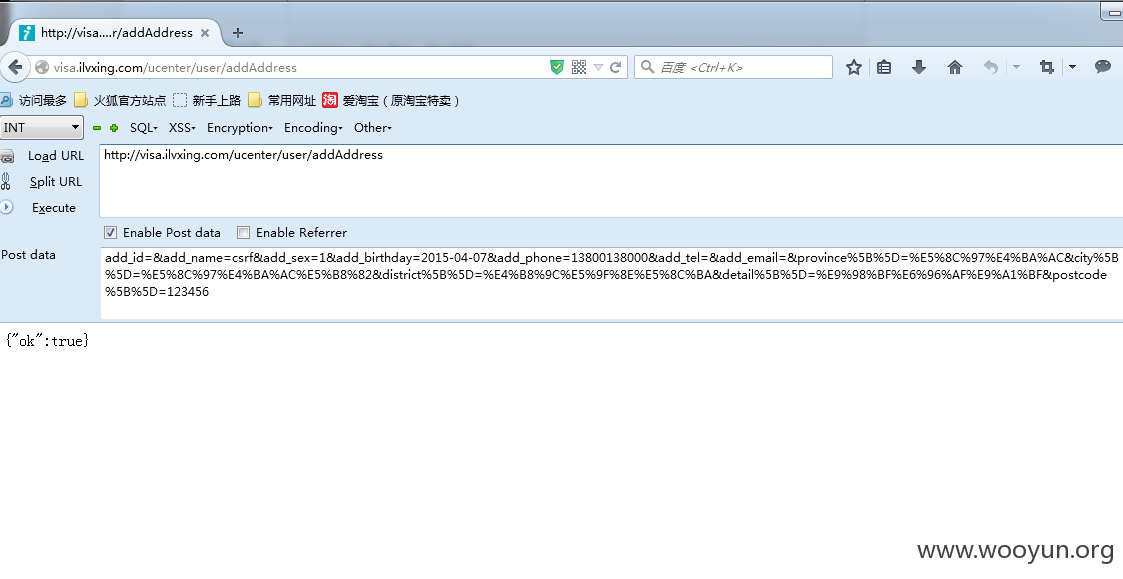 http://visa....r/addAddress
visa.ilvxing.com/ucenter/user/addAddress
百度 <Ctrl+K>
访问最多 火狐官方站点 新手上路 常用网址 淘 爱淘宝（原淘宝特卖）
INT SQL XSS Encryption Encoding Other
Load URL http://visa.ilvxing.com/ucenter/user/addAddress
Split URL
Execute
Enable Post data Enable Referrer
Post data add_id=&add_name=csrf&add_sex=1&add_birthday=2015-04-07&add_phone=13800138000&add_tel=&add_email=&province%5B%5D=%E5%8C%97%E4%BA%AC&city%5B
%5D=%E5%8C%97%E4%BA%AC%E5%B8%82&district%5B%5D=%E4%B8%9C%E5%9F%8E%E5%8C%BA&detail%5B%5D=%E9%98%BF%E6%96%AF%E9%A1%BF&postcode
%5B%5D=123456
{"ok":true}
www.wooyun.org